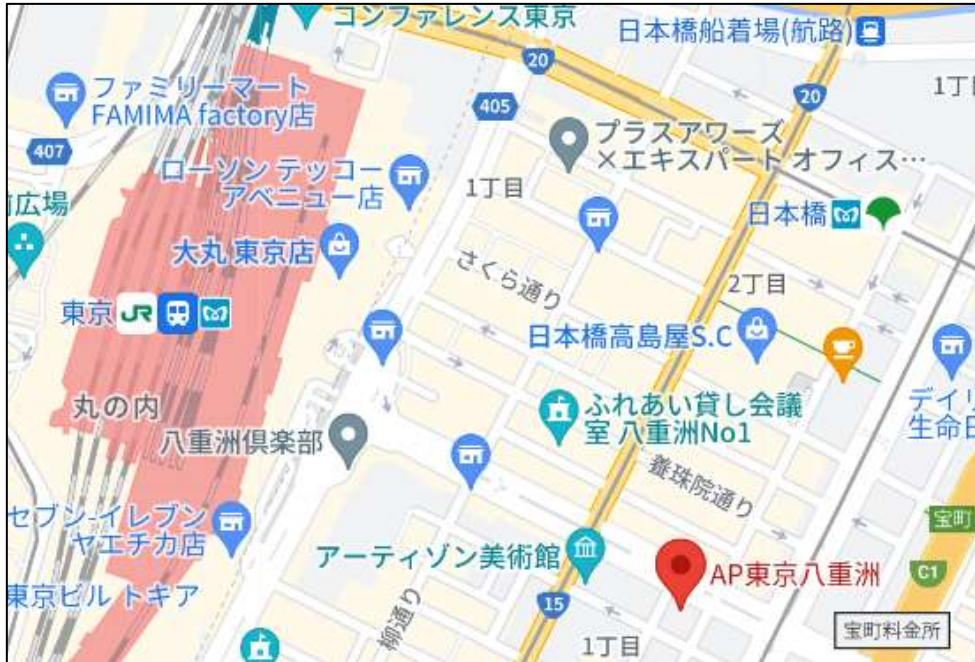 コンファレンス東京
日本橋船着場(航路)
20
20
1丁
ファミリーマート
FAMIMA factory店
407
405
プラスアワーズ
×エキスパート オフィス…
ローソン テッコー
アベニュー店
1丁目
広場
大丸 東京店
さくら通り
日本橋
2丁目
東京
JR
日本橋高島屋S.C
丸の内
八重洲倶楽部
ふれあい貸し会議
室 八重洲No1
デイリ
生命日
養珠院通り
セブン-イレブン
ヤエチカ店
アーティゾン美術館
宝町
AP東京八重洲
C1
東京ビル トキア
15
柳通り
1丁目
宝町料金所